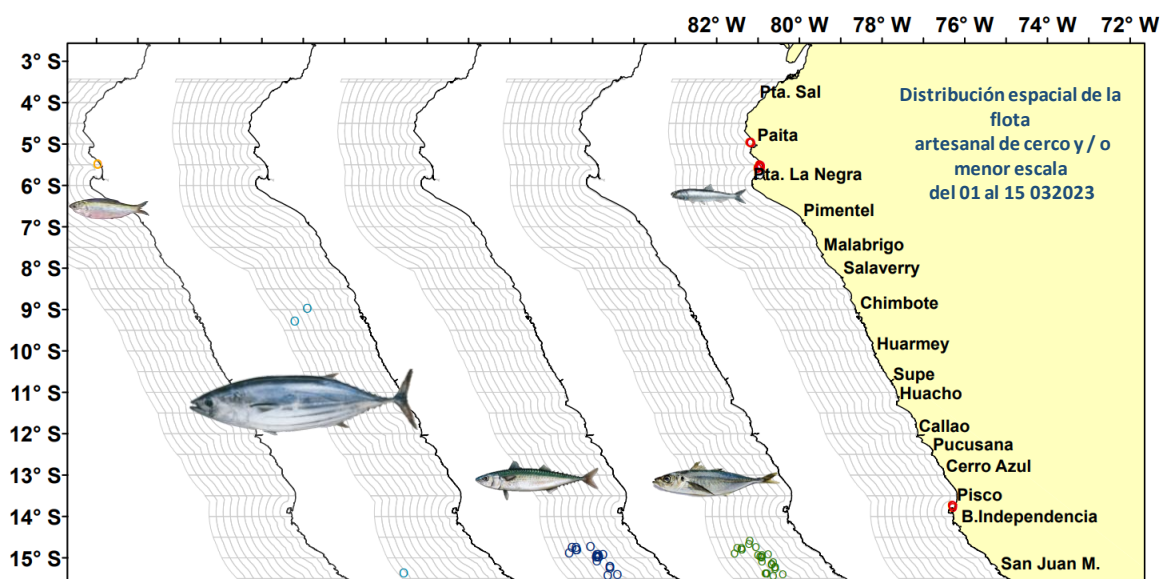 82° W 80° W 78° W 76° W 74° W 72° W
3° S
4° S
5° S
6° S
7° S
8° S
9° S
10° S
11° S
12° S
13° S
14° S
15° S
Pta. Sal
Paita
Pta. La Negra
Pimentel
Malabrigo
Salaverry
Chimbote
Huarmey
Supe
Huacho
Callao
Pucusana
Cerro Azul
Pisco
B.Independencia
San Juan M.
Distribución espacial de la
flota
artesanal de cerco y / o
menor escala
del 01 al 15 032023